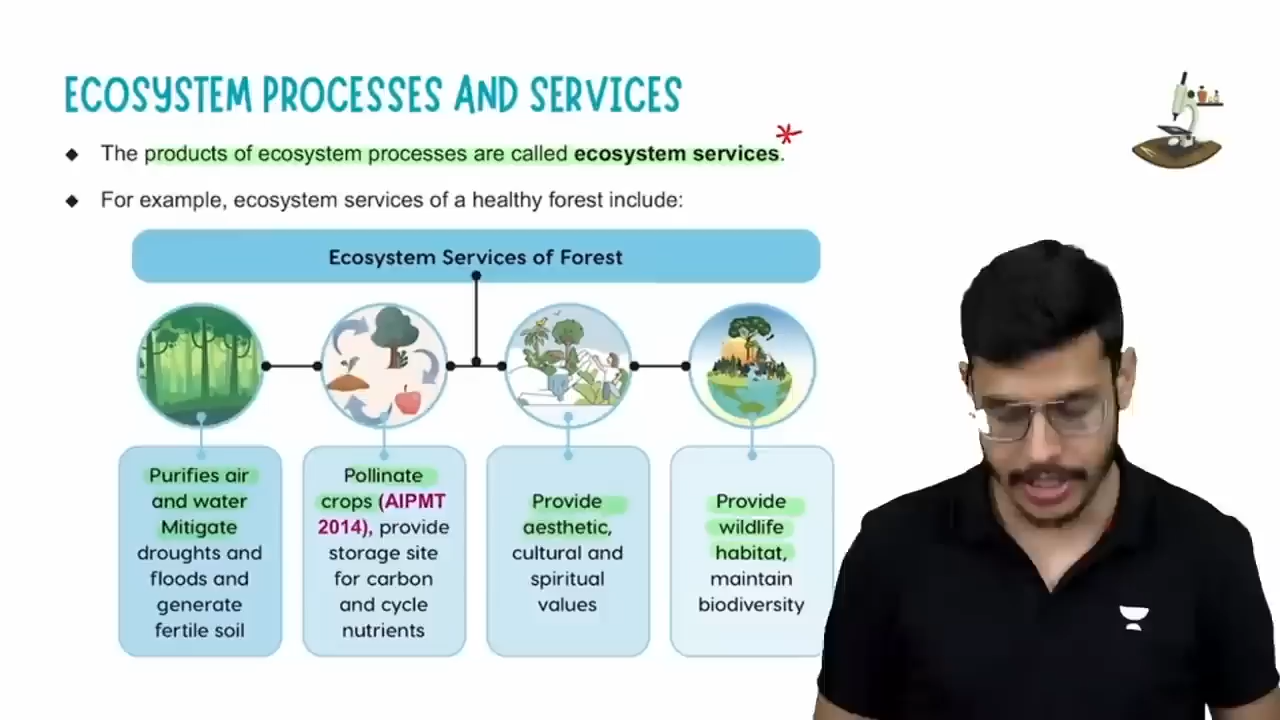 ECOSYSTEM PROCESSES AND SERVICES
◆ The products of ecosystem processes are called ecosystem services.*
◆ For example, ecosystem services of a healthy forest include:
Ecosystem Services of Forest
Purifies air
and water
Mitigate
droughts and
floods and
generate
fertile soil
Pollinate
crops (AIPMT
2014), provide
storage site
for carbon
and cycle
nutrients
Provide
aesthetic,
cultural and
spiritual
values
Provide
wildlife
habitat,
maintain
biodiversity